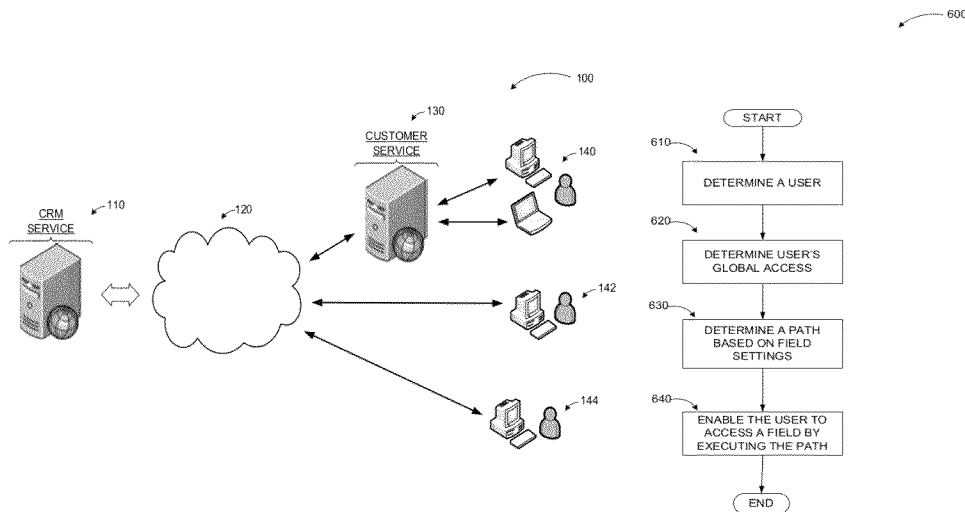 600
100
130
CUSTOMER
SERVICE
140
110
CRM
SERVICE
120
142
144
START
610
DETERMINE A USER
620
DETERMINE USER'S
GLOBAL ACCESS
630
DETERMINE A PATH
BASED ON FIELD
SETTINGS
640
ENABLE THE USER TO
ACCESS A FIELD BY
EXECUTING THE PATH
END